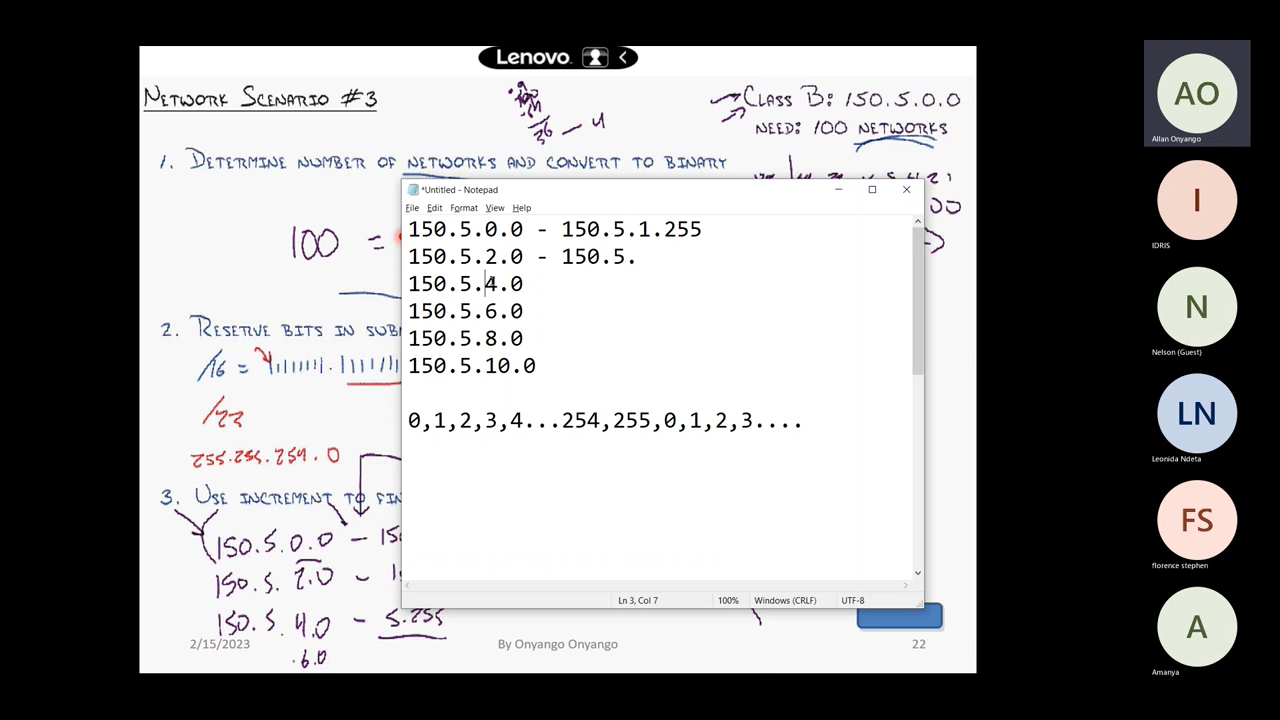 Lenovo
NETWORK SCENARIO #3
CLASS B: 150.5.0.0
NEED: 100 NETWORKS
36 — 4
1. DETERMINE NUMBER OF NETWORKS AND CONVERT TO BINARY
*Untitled - Notepad
File Edit Format View Help
150.5.0.0 - 150.5.1.255
150.5.2.0 - 150.5.
150.5.4.0
150.5.6.0
150.5.8.0
150.5.10.0
0,1,2,3,4...254,255,0,1,2,3....
Ln 3, Col 7
100%
Windows (CRLF)
UTF-8
100 =
00
2. RESERVE BITS IN SUB
/16 =
/22
255.255.254.0
3. USE INCREMENT TO FIN
150.5.0.0 — 15
150.5.2.0 - 1
150.5.4.0 - 5.255
.6.0
2/15/2023
By Onyango Onyango
22
AO
Allan Onyango
I
IDRIS
N
Nelson (Guest)
LN
Leonida Ndeta
FS
florence stephen
A
Amanya